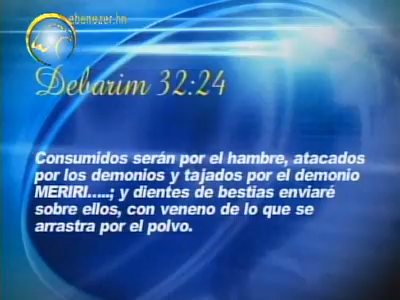 ebenezer.hn
Debarim 32:24
Consumidos serán por el hambre, atacados
por los demonios y tajados por el demonio
MERIRI.....; y dientes de bestias enviaré
sobre ellos, con veneno de lo que se
arrastra por el polvo.